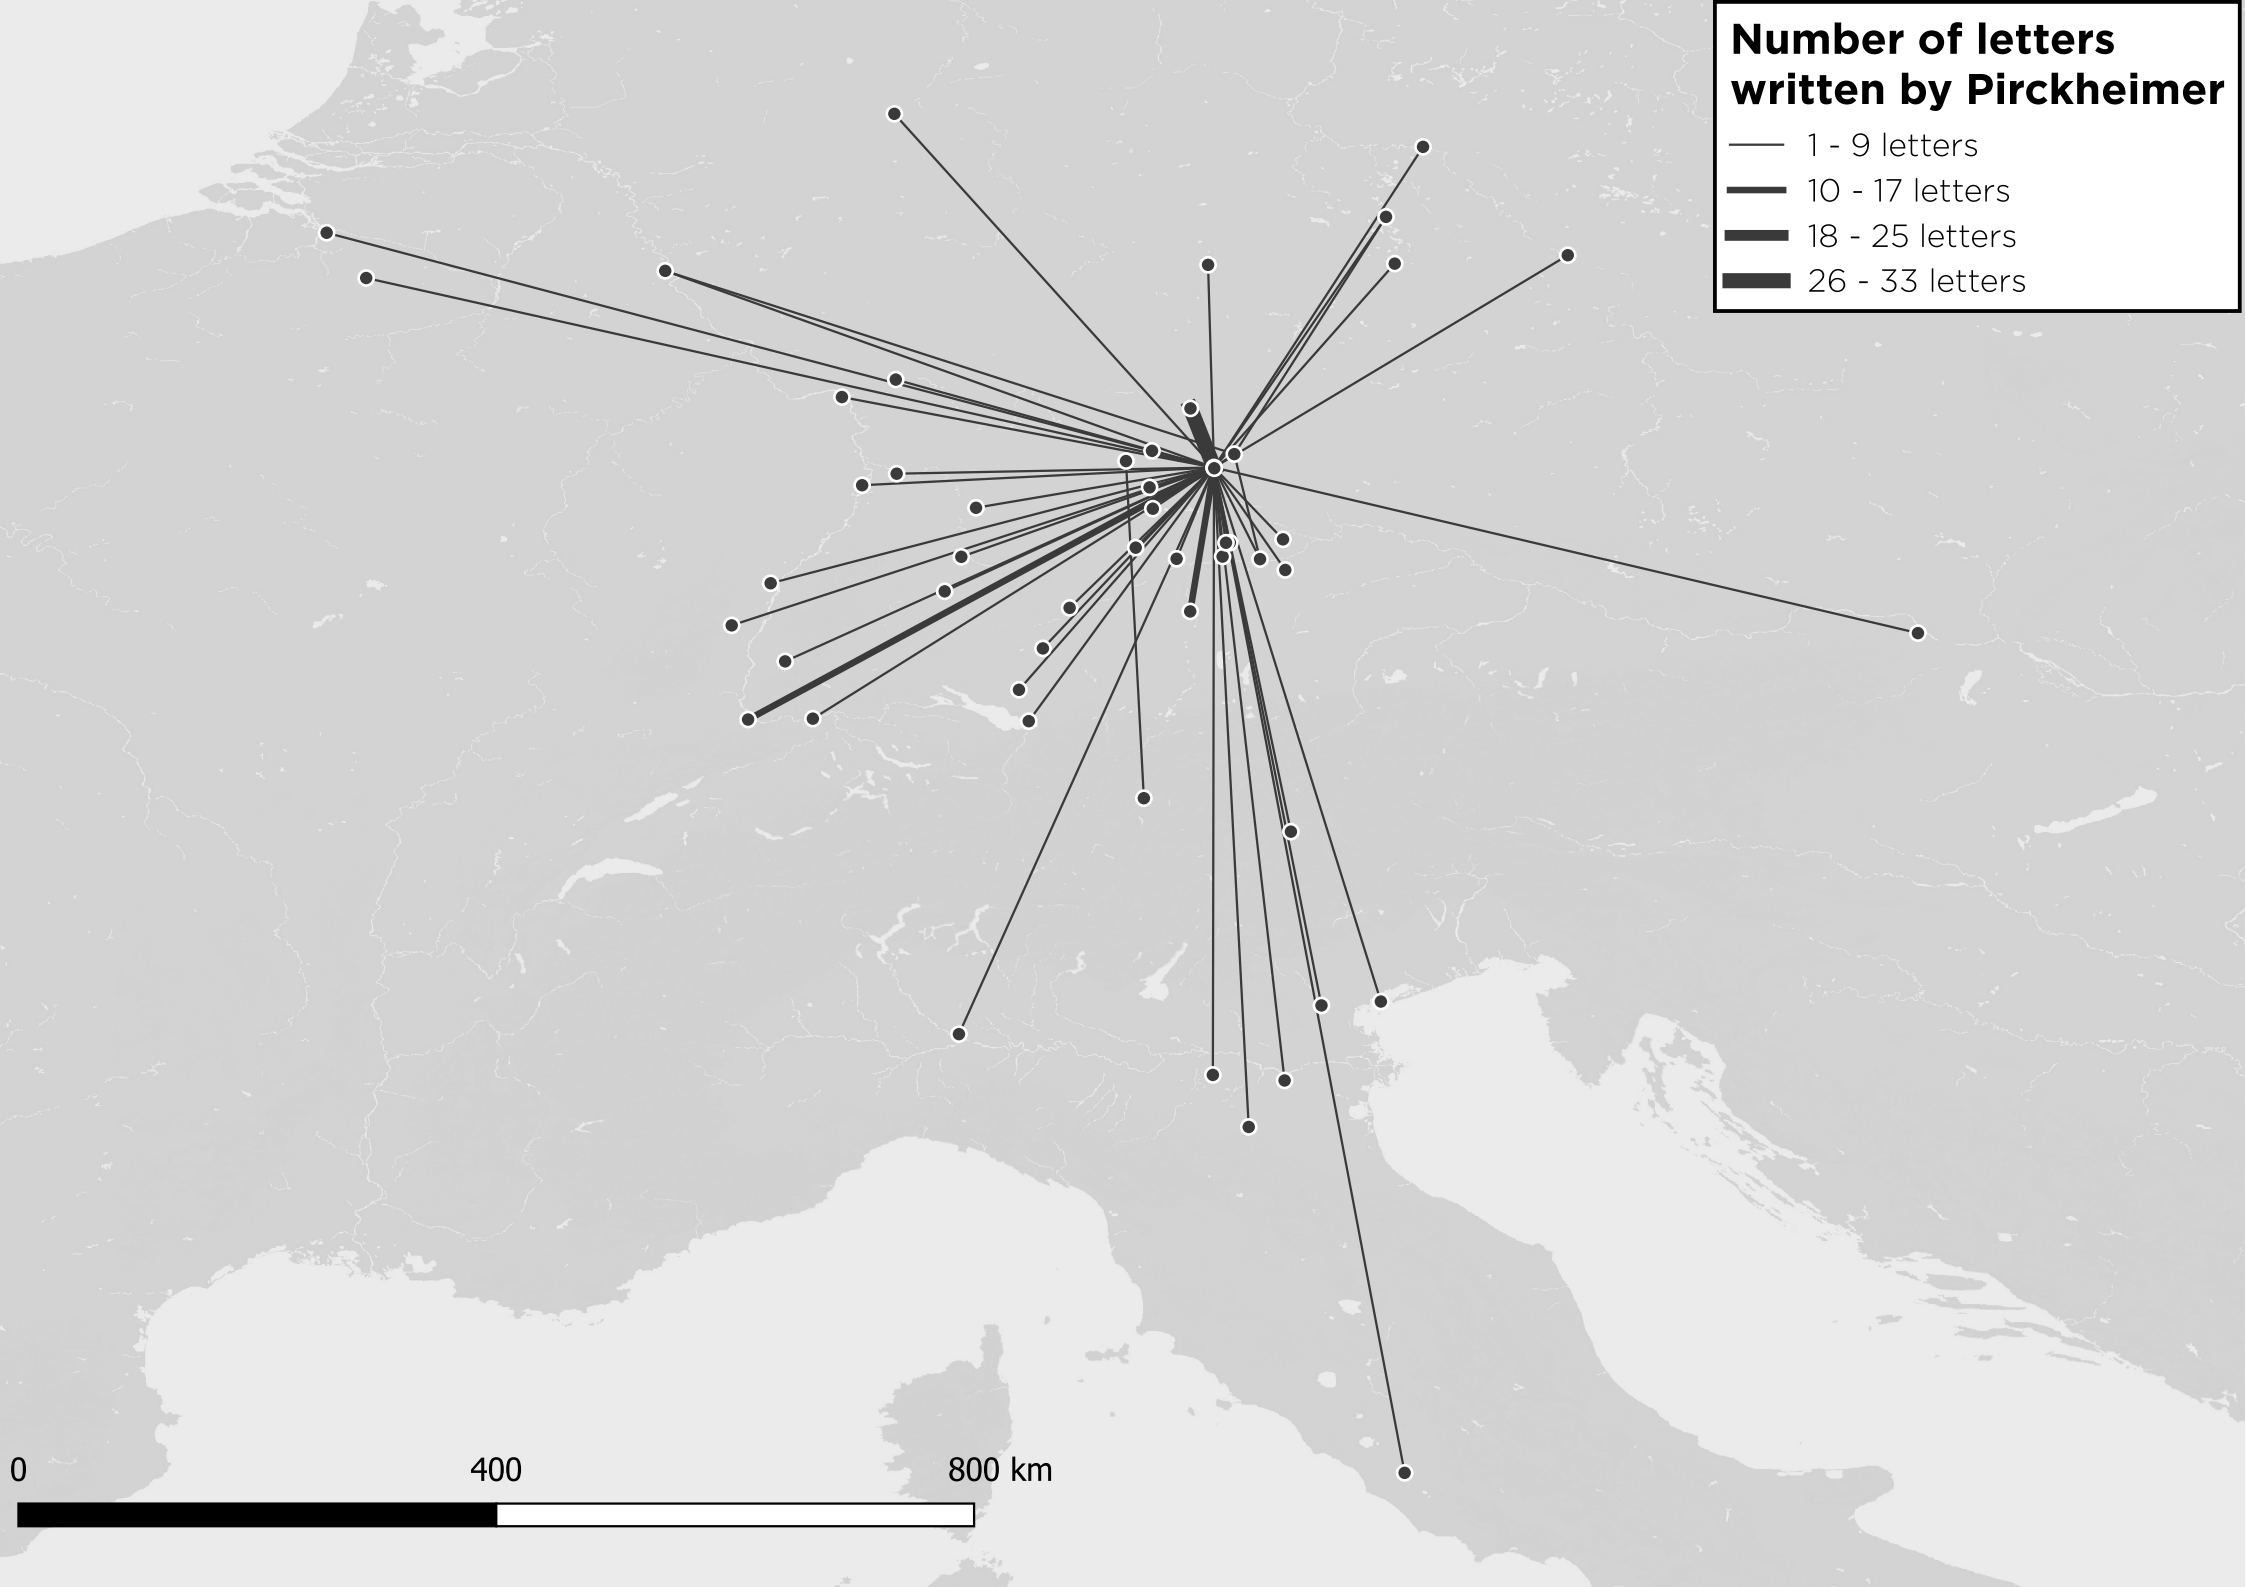 Number of letters
written by Pirckheimer
1 - 9 letters
10 - 17 letters
18 - 25 letters
26 - 33 letters
0 400 800 km